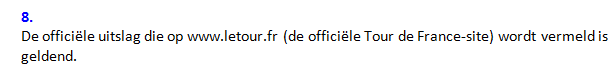 8.
De officiële uitslag die op www.letour.fr (de officiële Tour de France-site) wordt vermeld is
geldend.